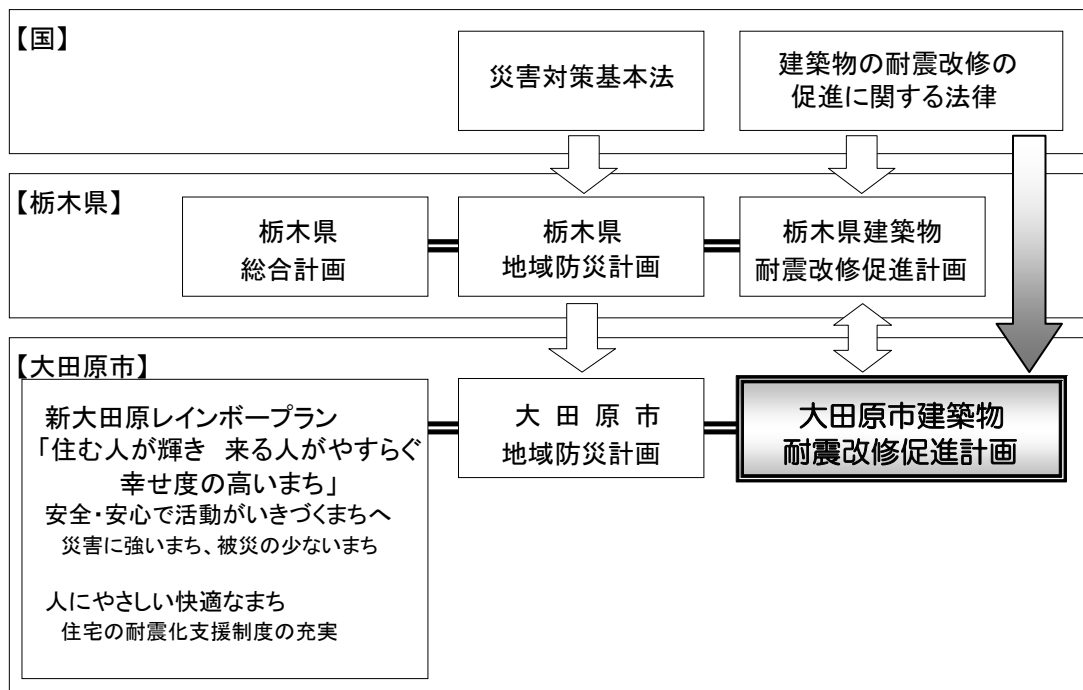 【国】
災害対策基本法
建築物の耐震改修の
促進に関する法律
【栃木県】
栃木県
総合計画
栃木県
地域防災計画
栃木県建築物
耐震改修促進計画
【大田原市】
新大田原レインボープラン
「住む人が輝き　来る人がやすらぐ
幸せ度の高いまち」
安全・安心で活動がいきづくまちへ
災害に強いまち、被災の少ないまち
人にやさしい快適なまち
住宅の耐震化支援制度の充実
大 田 原 市
地域防災計画
大田原市建築物
耐震改修促進計画